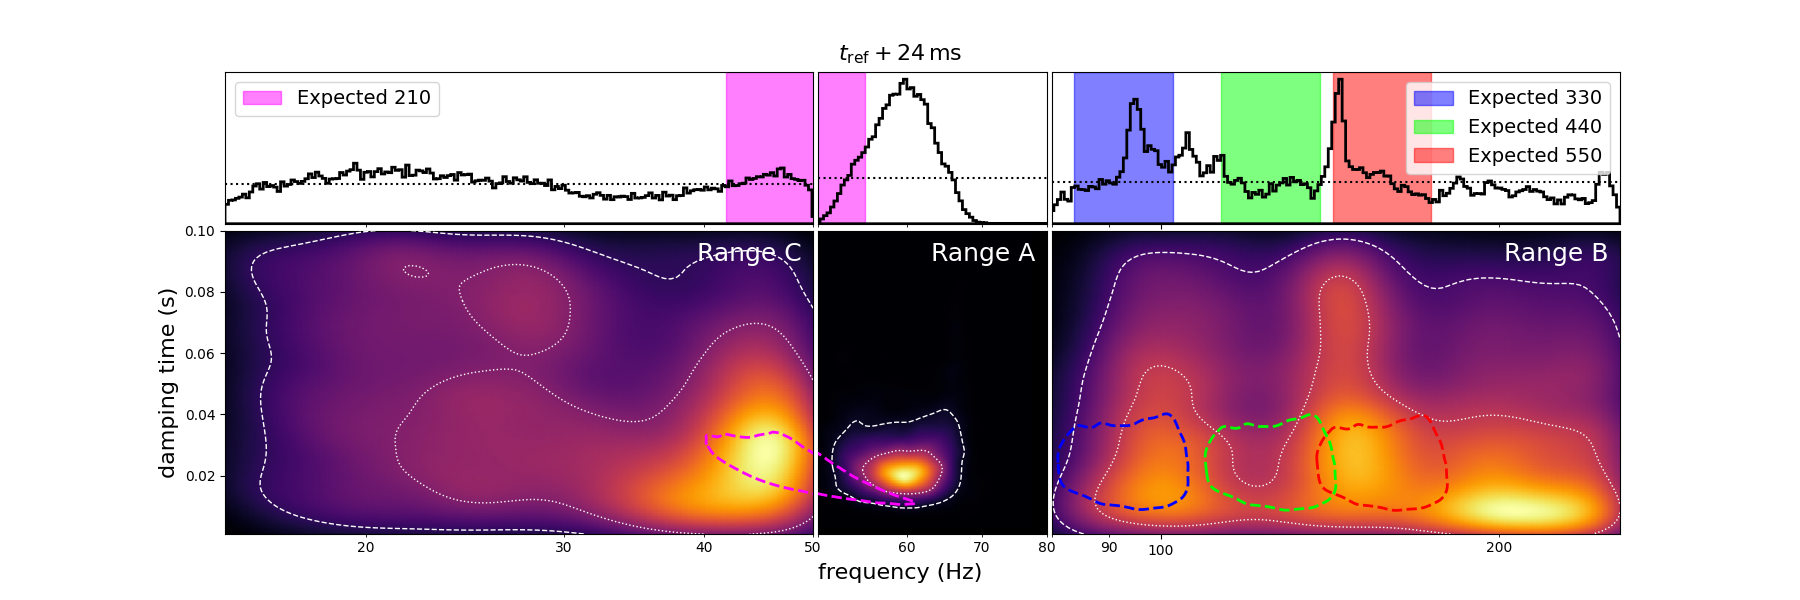 t_ref + 24 ms
Expected 210
Expected 330
Expected 440
Expected 550
Range C
Range A
Range B
damping time (s)
0.10
0.08
0.06
0.04
0.02
20 30 40 50 60 70 80 90 100 200
frequency (Hz)